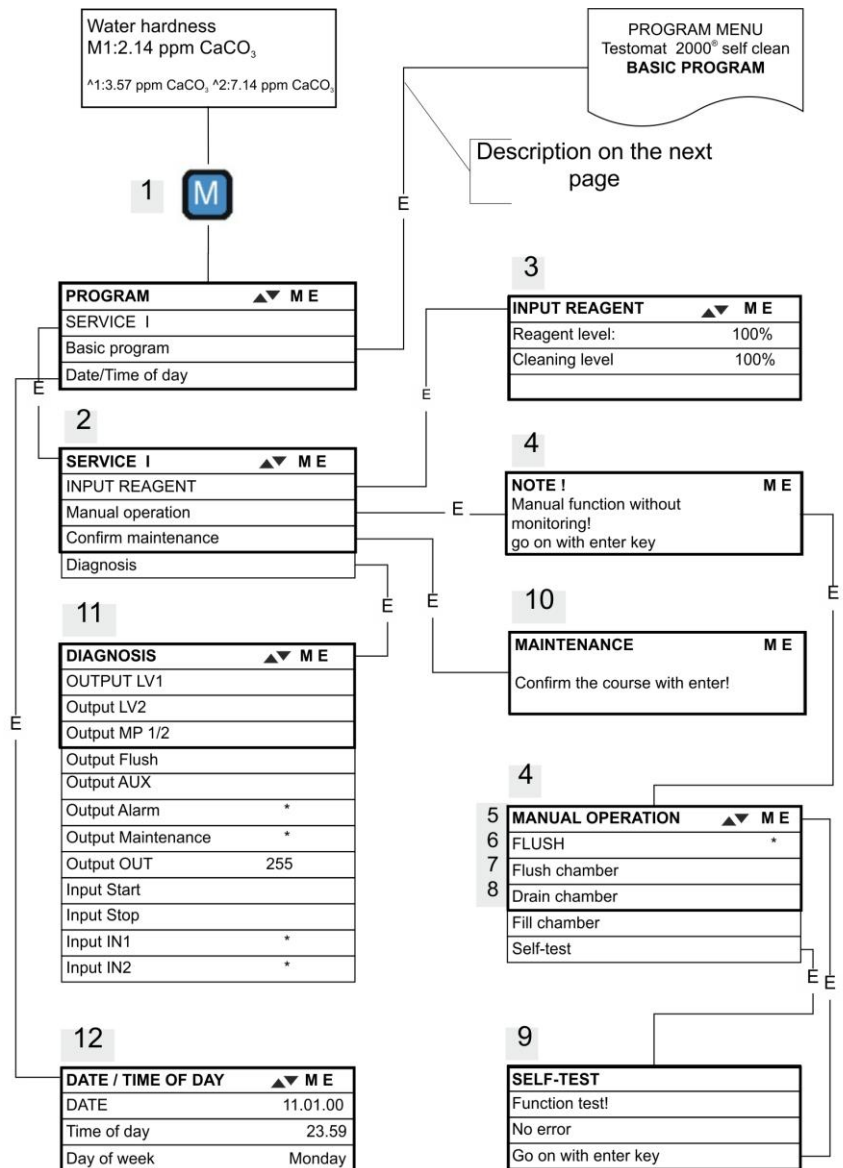 Water hardness
M1:2.14 ppm CaCO₃
^1:3.57 ppm CaCO₃ ^2:7.14 ppm CaCO₃
PROGRAM MENU
Testomat 2000® self clean
BASIC PROGRAM
Description on the next
page
1
M
E
PROGRAM ▲▼ M E
SERVICE I
Basic program
Date/Time of day
E
3
INPUT REAGENT ▲▼ M E
Reagent level: 100%
Cleaning level 100%
E
2
SERVICE I ▲▼ M E
INPUT REAGENT
Manual operation
Confirm maintenance
Diagnosis
E
4
NOTE ! M E
Manual function without
monitoring!
go on with enter key
E
E
E
10
MAINTENANCE M E
Confirm the course with enter!
11
DIAGNOSIS ▲▼ M E
OUTPUT LV1
Output LV2
Output MP 1/2
Output Flush
Output AUX
Output Alarm *
Output Maintenance *
Output OUT 255
Input Start
Input Stop
Input IN1 *
Input IN2 *
E
4
5 MANUAL OPERATION ▲▼ M E
6 FLUSH *
7 Flush chamber
8 Drain chamber
Fill chamber
Self-test
E
E
12
DATE / TIME OF DAY ▲▼ M E
DATE 11.01.00
Time of day 23.59
Day of week Monday
9
SELF-TEST
Function test!
No error
Go on with enter key